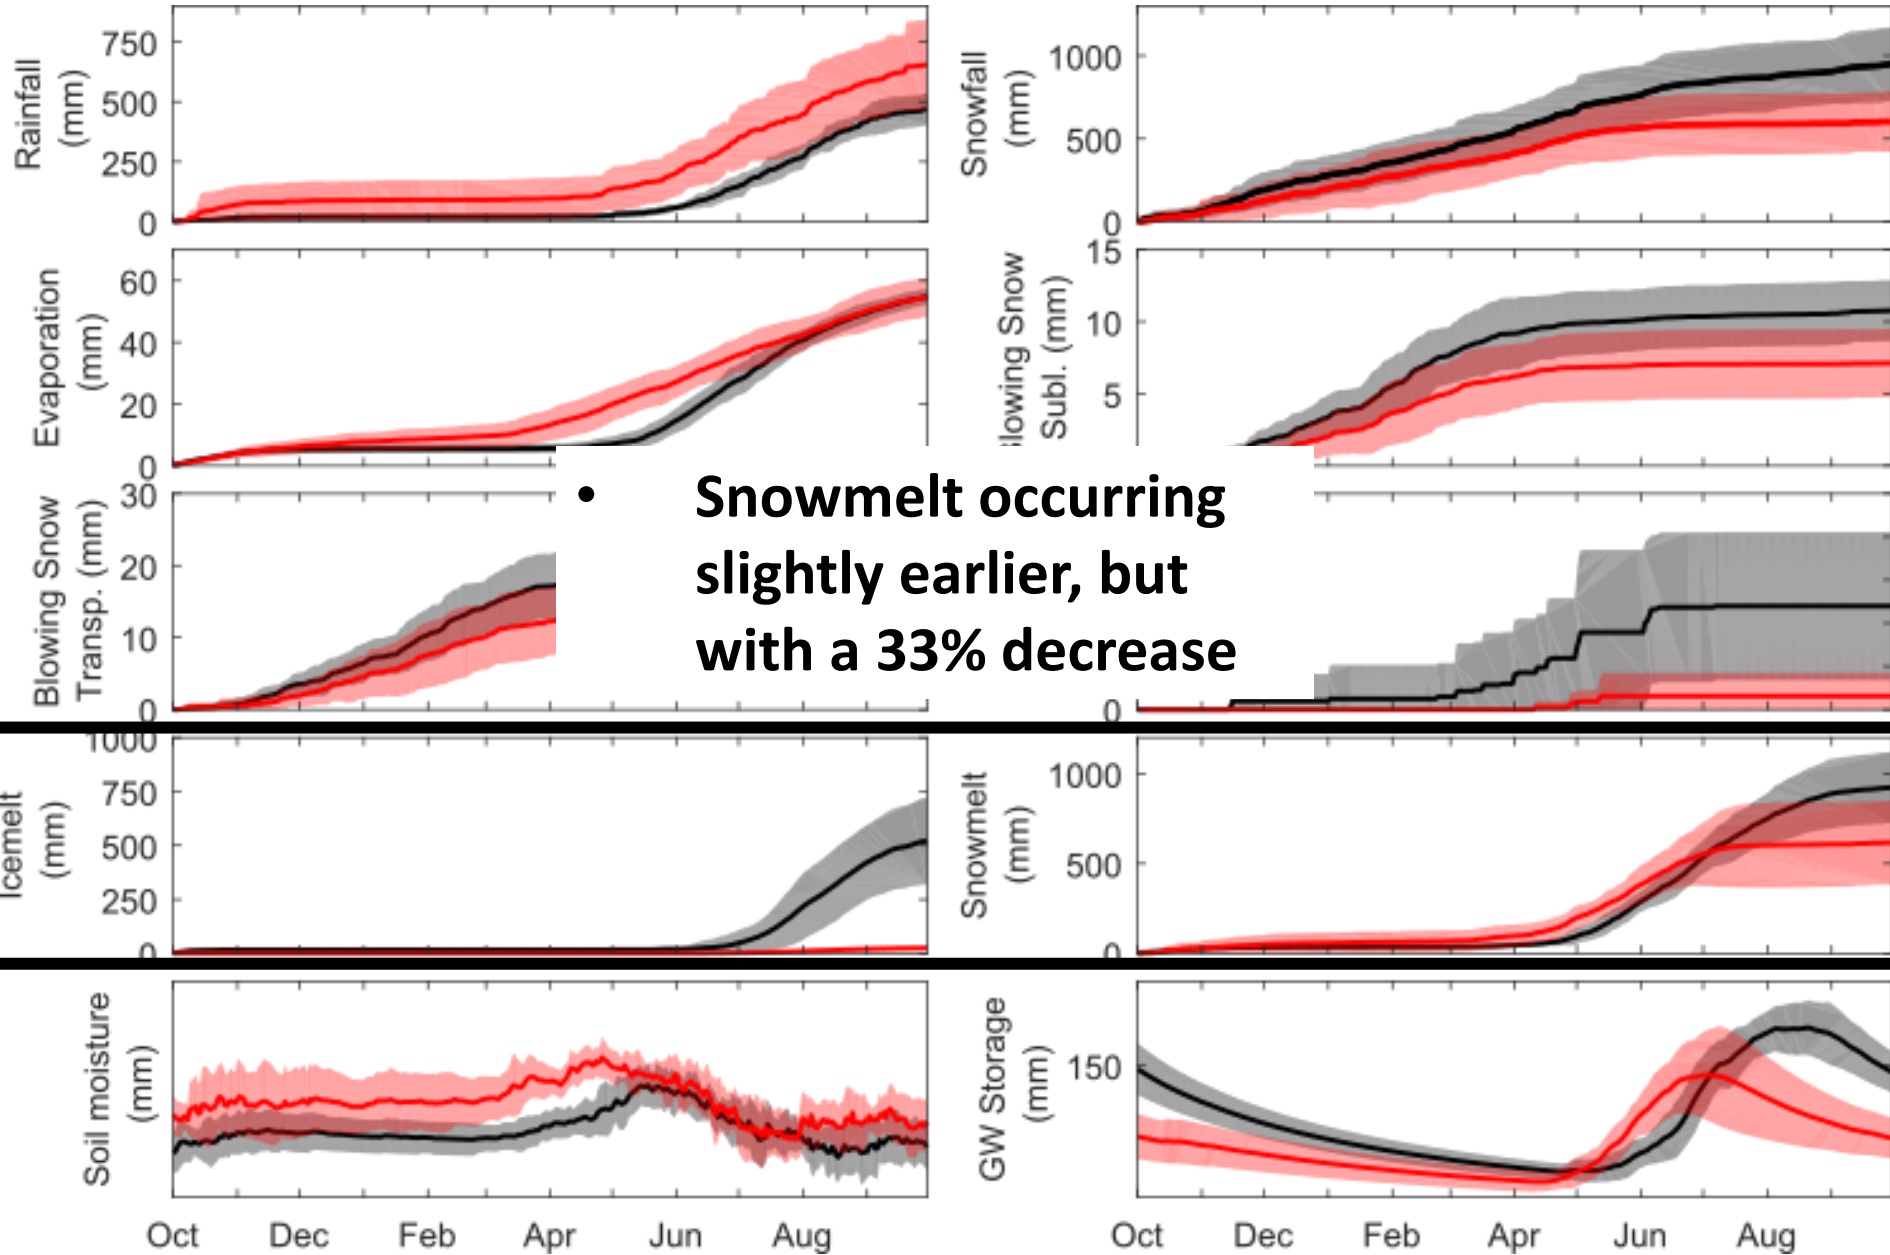 Rainfall
(mm)
750
500
250
0
Snowfall
(mm)
1000
500
0
Evaporation
(mm)
60
40
20
0
Blowing Snow
Subl. (mm)
15
10
5
Blowing Snow
Transp. (mm)
30
20
10
0
• Snowmelt occurring
slightly earlier, but
with a 33% decrease
0
Icemelt
(mm)
1000
750
500
250
0
Snowmelt
(mm)
1000
500
0
Soil moisture
(mm)
GW Storage
(mm)
150
Oct Dec Feb Apr Jun Aug
Oct Dec Feb Apr Jun Aug